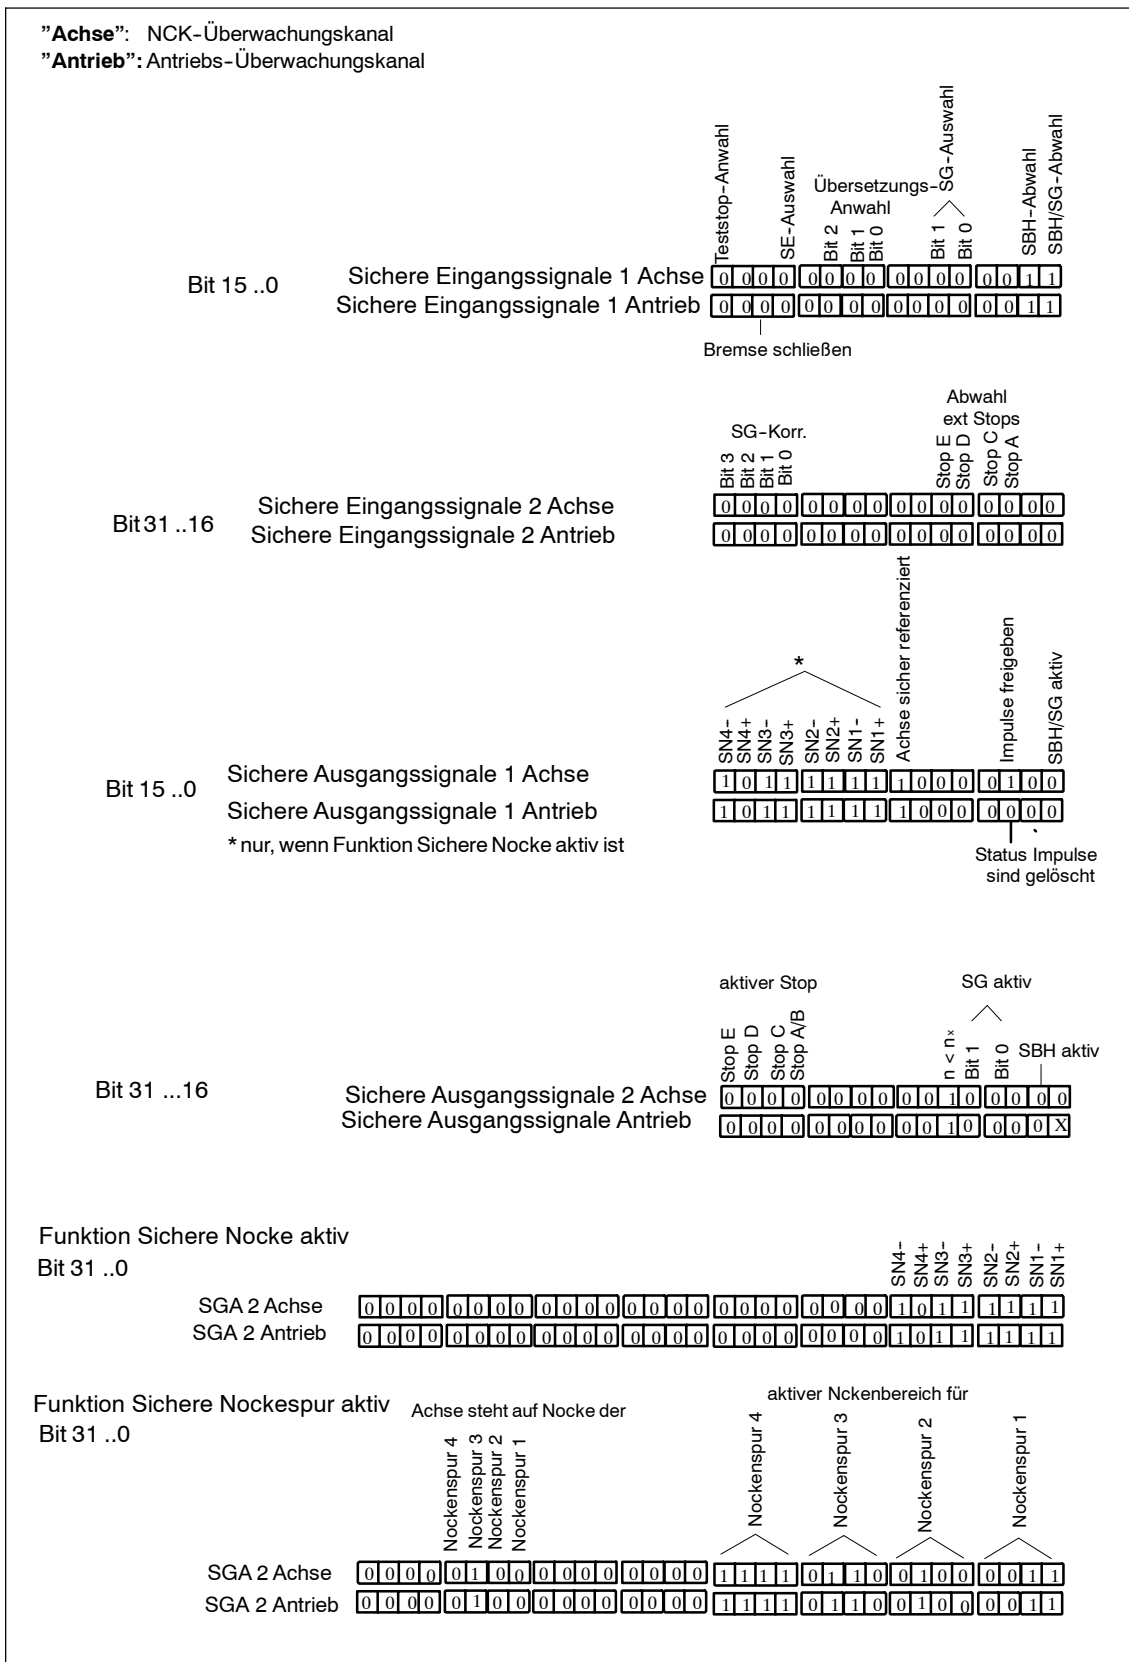 "Achse": NCK-Überwachungskanal
"Antrieb": Antriebs-Überwachungskanal
Teststop-Anwahl
SE-Auswahl
Übersetzungs-
Anwahl
Bit 2
Bit 1
Bit 0
SG-Auswahl
Bit 1
Bit 0
SBH-Abwahl
SBH/SG-Abwahl
Bit 15 ..0
Sichere Eingangssignale 1 Achse 0 0 0 0 0 0 0 0 0 0 0 0 0 0 1 1
Sichere Eingangssignale 1 Antrieb 0 0 0 0 0 0 0 0 0 0 0 0 0 0 1 1
Bremse schließen
SG-Korr.
Bit 3
Bit 2
Bit 1
Bit 0
Abwahl
ext Stops
Stop E
Stop D
Stop C
Stop A
Bit 31 ..16
Sichere Eingangssignale 2 Achse 0 0 0 0 0 0 0 0 0 0 0 0 0 0 0 0
Sichere Eingangssignale 2 Antrieb 0 0 0 0 0 0 0 0 0 0 0 0 0 0 0 0
*
SN4-
SN4+
SN3-
SN3+
SN2-
SN2+
SN1-
SN1+
Achse sicher referenziert
Impulse freigeben
SBH/SG aktiv
Bit 15 ..0
Sichere Ausgangssignale 1 Achse 1 0 1 1 1 1 1 1 1 0 0 0 0 1 0 0
Sichere Ausgangssignale 1 Antrieb 1 0 1 1 1 1 1 1 1 0 0 0 0 0 0 0
* nur, wenn Funktion Sichere Nocke aktiv ist
Status Impulse
sind gelöscht
aktiver Stop
Stop E
Stop D
Stop C
Stop A/B
SG aktiv
n < nx
Bit 1
Bit 0
SBH aktiv
Bit 31 ...16
Sichere Ausgangssignale 2 Achse 0 0 0 0 0 0 0 0 0 0 1 0 0 0 0 0
Sichere Ausgangssignale Antrieb 0 0 0 0 0 0 0 0 0 0 1 0 0 0 0 X
Funktion Sichere Nocke aktiv
Bit 31 ..0
SN4-
SN4+
SN3-
SN3+
SN2-
SN2+
SN1-
SN1+
SGA 2 Achse 0 0 0 0 0 0 0 0 0 0 0 0 0 0 0 0 0 0 0 0 0 0 0 0 1 0 1 1 1 1 1 1
SGA 2 Antrieb 0 0 0 0 0 0 0 0 0 0 0 0 0 0 0 0 0 0 0 0 0 0 0 0 1 0 1 1 1 1 1 1
Funktion Sichere Nockespur aktiv
Bit 31 ..0
Achse steht auf Nocke der
Nockenspur 4
Nockenspur 3
Nockenspur 2
Nockenspur 1
aktiver Nckenbereich für
Nockenspur 4
Nockenspur 3
Nockenspur 2
Nockenspur 1
SGA 2 Achse 0 0 0 0 0 1 0 0 0 0 0 0 0 0 0 0 1 1 1 1 0 1 1 0 0 1 0 0 0 0 1 1
SGA 2 Antrieb 0 0 0 0 0 1 0 0 0 0 0 0 0 0 0 0 1 1 1 1 0 1 1 0 0 1 0 0 0 0 1 1